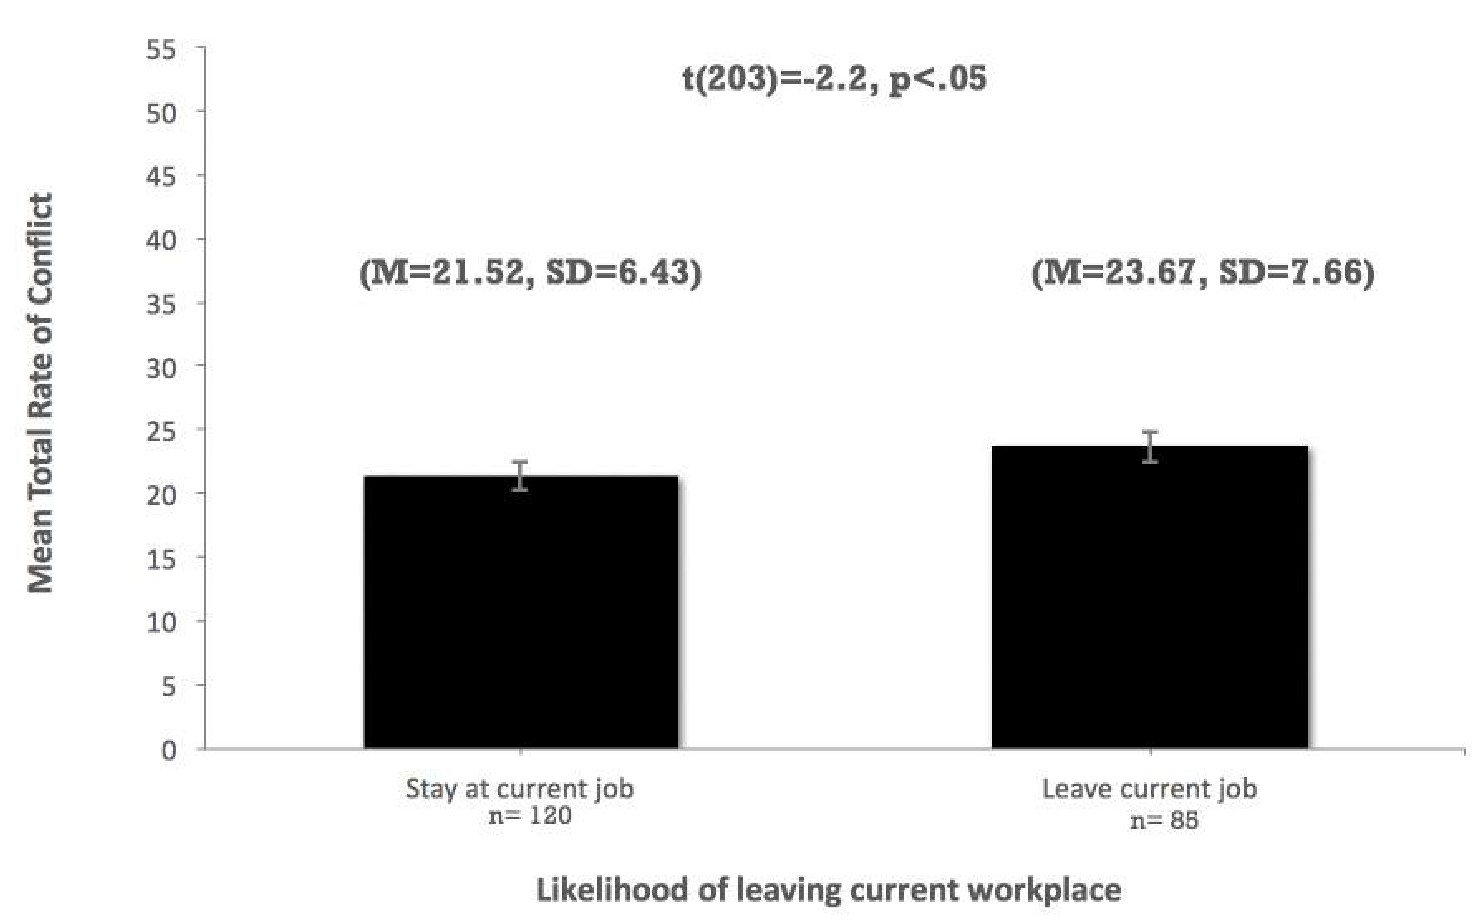 t(203)=-2.2, p<.05
55
50
45
40
35
30
25
20
15
10
5
0
Mean Total Rate of Conflict
(M=21.52, SD=6.43)
(M=23.67, SD=7.66)
Stay at current job
n= 120
Leave current job
n= 85
Likelihood of leaving current workplace